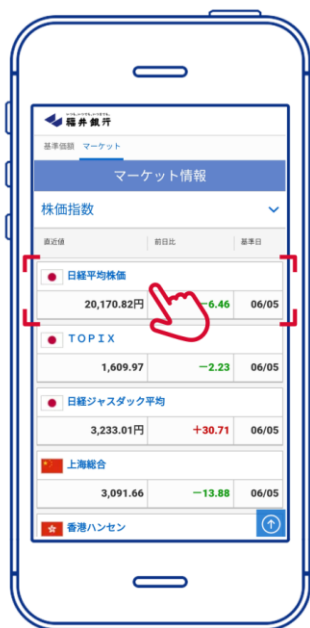 福井銀行
基準価額 マーケット
マーケット情報
株価指数
直近値 前日比 基準日
日経平均株価
20,170.82円 −6.46 06/05
TOPIX
1,609.97 −2.23 06/05
日経ジャスダック平均
3,233.01円 +30.71 06/05
上海総合
3,091.66 −13.88 06/05
香港ハンセン